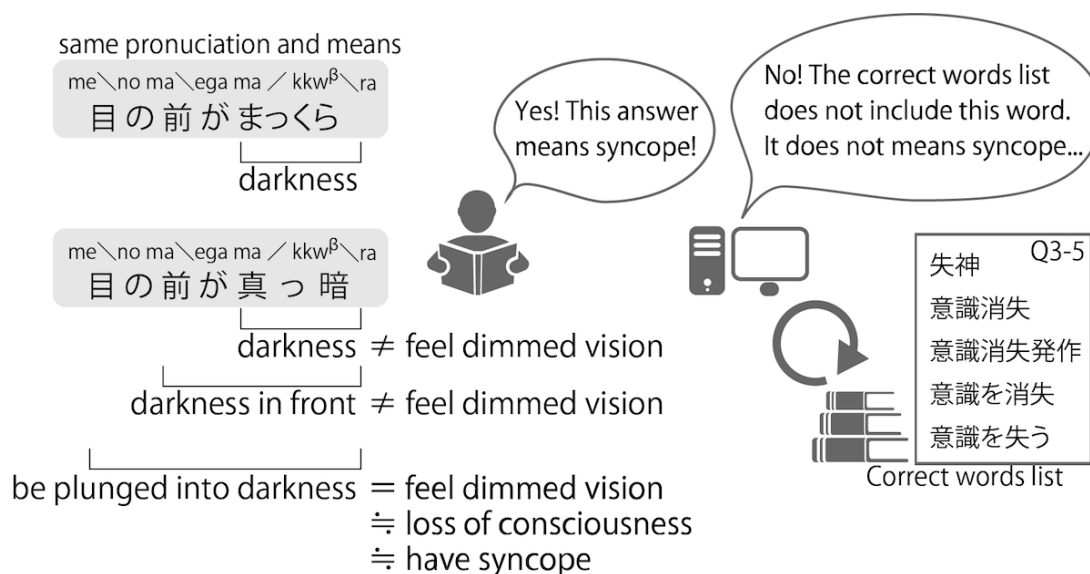 same pronuciation and means
me＼no ma＼ega ma ／ kkwᵝ＼ra
目の前がまっくら
darkness
me＼no ma＼ega ma ／ kkwᵝ＼ra
目の前が真っ暗
darkness ≠ feel dimmed vision
darkness in front ≠ feel dimmed vision
be plunged into darkness = feel dimmed vision
≒ loss of consciousness
≒ have syncope
Yes! This answer
means syncope!
No! The correct words list
does not include this word.
It does not means syncope...
Q3-5
失神
意識消失
意識消失発作
意識を消失
意識を失う
Correct words list